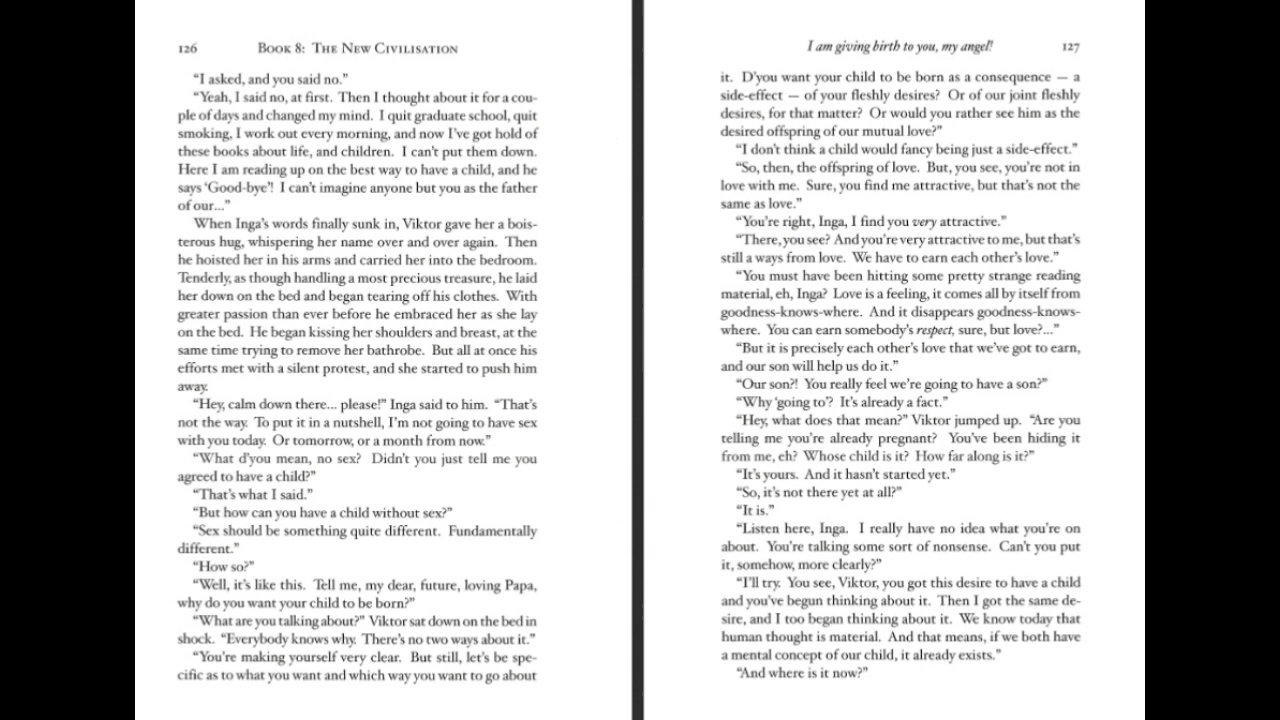 126 Book 8: The New Civilisation
“I asked, and you said no.”
“Yeah, I said no, at first. Then I thought about it for a cou-
ple of days and changed my mind. I quit graduate school, quit
smoking, I work out every morning, and now I’ve got hold of
these books about life, and children. I can’t put them down.
Here I am reading up on the best way to have a child, and he
says ‘Good-bye’! I can’t imagine anyone but you as the father
of our...”
When Inga’s words finally sunk in, Viktor gave her a bois-
terous hug, whispering her name over and over again. Then
he hoisted her in his arms and carried her into the bedroom.
Tenderly, as though handling a most precious treasure, he laid
her down on the bed and began tearing off his clothes. With
greater passion than ever before he embraced her as she lay
on the bed. He began kissing her shoulders and breast, at the
same time trying to remove her bathrobe. But all at once his
efforts met with a silent protest, and she started to push him
away.
“Hey, calm down there... please!” Inga said to him. “That’s
not the way. To put it in a nutshell, I’m not going to have sex
with you today. Or tomorrow, or a month from now.”
“What d’you mean, no sex? Didn’t you just tell me you
agreed to have a child?”
“That’s what I said.”
“But how can you have a child without sex?”
“Sex should be something quite different. Fundamentally
different.”
“How so?”
“Well, it’s like this. Tell me, my dear, future, loving Papa,
why do you want your child to be born?”
“What are you talking about?” Viktor sat down on the bed in
shock. “Everybody knows why. There’s no two ways about it.”
“You’re making yourself very clear. But still, let’s be spe-
cific as to what you want and which way you want to go about
I am giving birth to you, my angel! 127
it. D’you want your child to be born as a consequence — a
side-effect — of your fleshly desires? Or of our joint fleshly
desires, for that matter? Or would you rather see him as the
desired offspring of our mutual love?”
“I don’t think a child would fancy being just a side-effect.”
“So, then, the offspring of love. But, you see, you’re not in
love with me. Sure, you find me attractive, but that’s not the
same as love.”
“You’re right, Inga, I find you very attractive.”
“There, you see? And you’re very attractive to me, but that’s
still a ways from love. We have to earn each other’s love.”
“You must have been hitting some pretty strange reading
material, eh, Inga? Love is a feeling, it comes all by itself from
goodness-knows-where. And it disappears goodness-knows-
where. You can earn somebody’s respect, sure, but love?...”
“But it is precisely each other’s love that we’ve got to earn,
and our son will help us do it.”
“Our son?! You really feel we’re going to have a son?”
“Why ‘going to’? It’s already a fact.”
“Hey, what does that mean?” Viktor jumped up. “Are you
telling me you’re already pregnant? You’ve been hiding it
from me, eh? Whose child is it? How far along is it?”
“It’s yours. And it hasn’t started yet.”
“So, it’s not there yet at all?”
“It is.”
“Listen here, Inga. I really have no idea what you’re on
about. You’re talking some sort of nonsense. Can’t you put
it, somehow, more clearly?”
“I’ll try. You see, Viktor, you got this desire to have a child
and you’ve begun thinking about it. Then I got the same de-
sire, and I too began thinking about it. We know today that
human thought is material. And that means, if we both have
a mental concept of our child, it already exists.”
“And where is it now?”